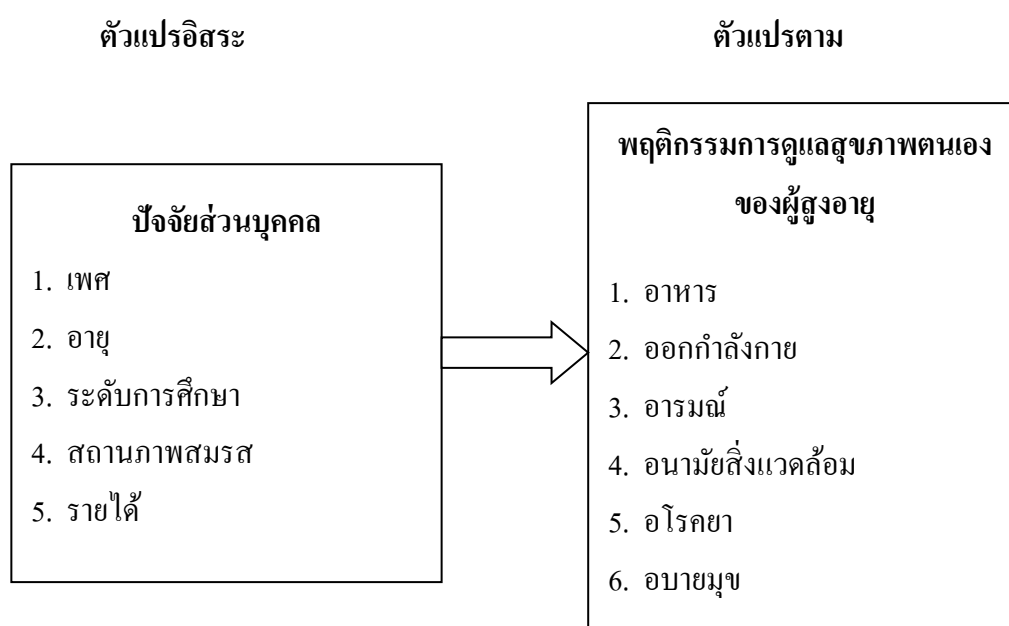 ตัวแปรอิสระ
ตัวแปรตาม
ปัจจัยส่วนบุคคล
1. เพศ
2. อายุ
3. ระดับการศึกษา
4. สถานภาพสมรส
5. รายได้
พฤติกรรมการดูแลสุขภาพตนเอง
ของผู้สูงอายุ
1. อาหาร
2. ออกกำลังกาย
3. อารมณ์
4. อนามัยสิ่งแวดล้อม
5. อโรคยา
6. อบายมุข